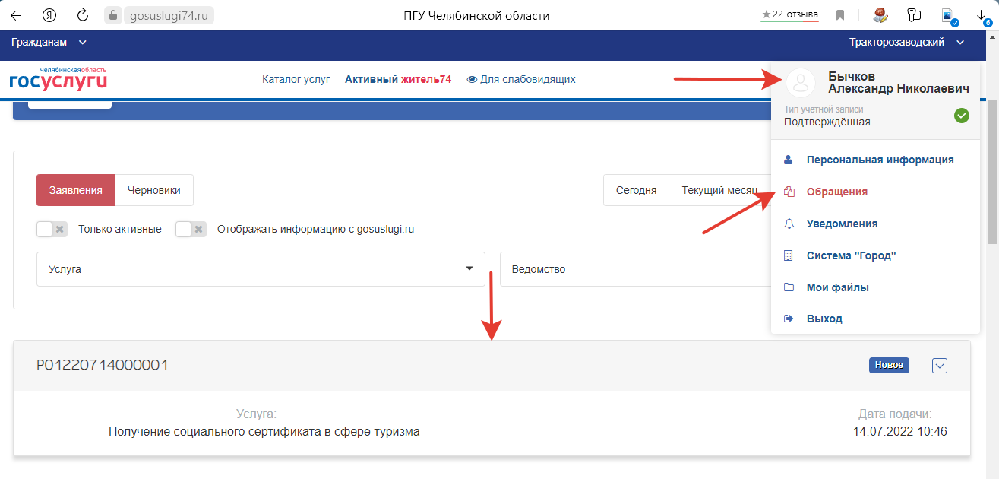 Я
gosuslugi74.ru
ПГУ Челябинской области
★ 22 отзыва
6
Гражданам
Тракторозаводский
челябинская область
госуслуги
Каталог услуг
Активный житель74
Для слабовидящих
Бычков
Александр Николаевич
Тип учетной записи
Подтверждённая
Персональная информация
Обращения
Уведомления
Система "Город"
Мои файлы
Выход
Заявления
Черновики
Сегодня
Текущий месяц
Только активные
Отображать информацию с gosuslugi.ru
Услуга
Ведомство
P01220714000001
Новое
Услуга:
Получение социального сертификата в сфере туризма
Дата подачи:
14.07.2022 10:46